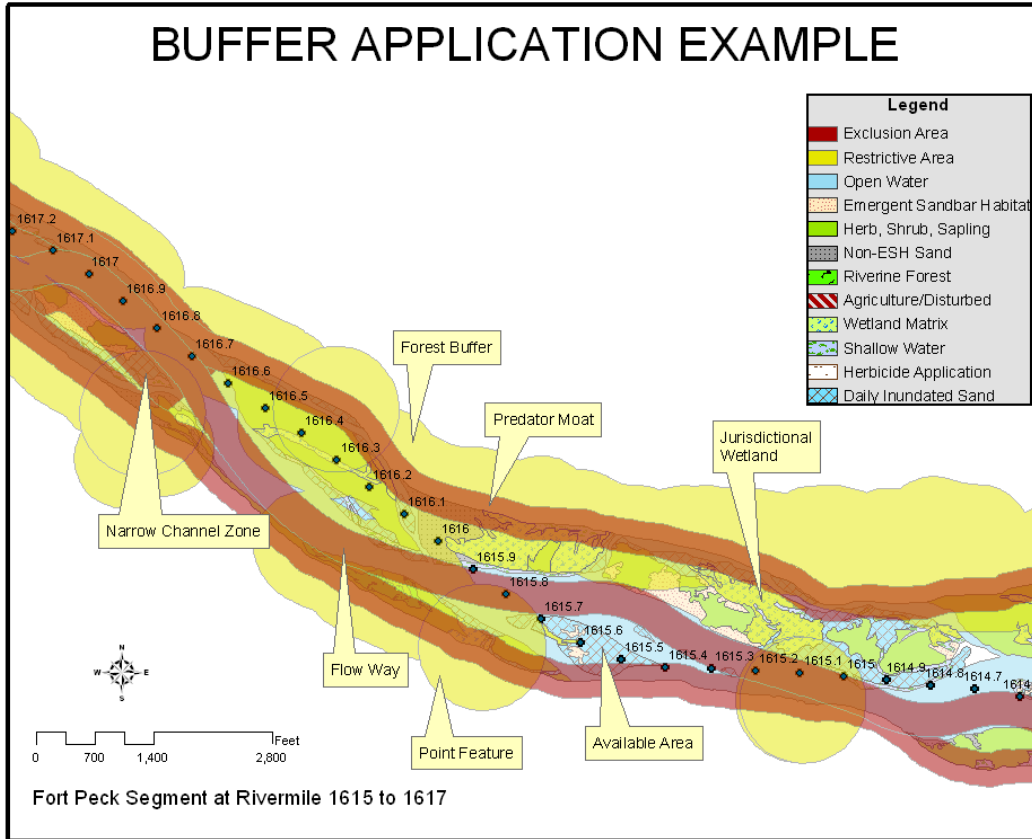 BUFFER APPLICATION EXAMPLE
Legend
Exclusion Area
Restrictive Area
Open Water
Emergent Sandbar Habitat
Herb, Shrub, Sapling
Non-ESH Sand
Riverine Forest
Agriculture/Disturbed
Wetland Matrix
Shallow Water
Herbicide Application
Daily Inundated Sand
1617.2
1617.1
1617
1616.9
1616.8
1616.7
1616.6
1616.5
1616.4
1616.3
1616.2
1616.1
1616
1615.9
1615.8
1615.7
1615.6
1615.5
1615.4
1615.3
1615.2
1615.1
1615
1614.9
1614.8
1614.7
1614
Forest Buffer
Predator Moat
Jurisdictional
Wetland
Narrow Channel Zone
Flow Way
Point Feature
Available Area
N
W E
S
Feet
0 700 1,400 2,800
Fort Peck Segment at Rivermile 1615 to 1617